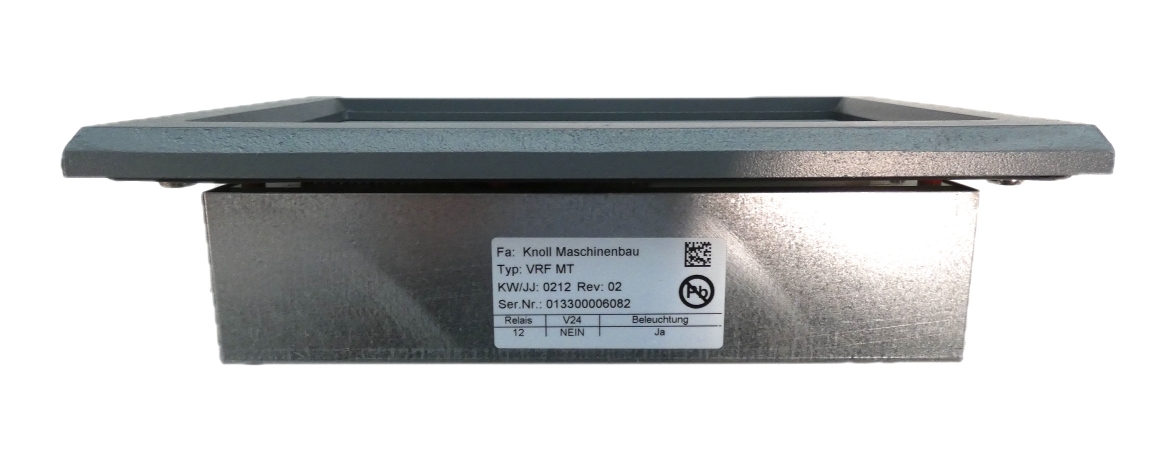 Fa: Knoll Maschinenbau
Typ: VRF MT
KW/JJ: 0212 Rev: 02
Pb
Ser.Nr.: 013300006082
Relais V24 Beleuchtung
12 NEIN Ja